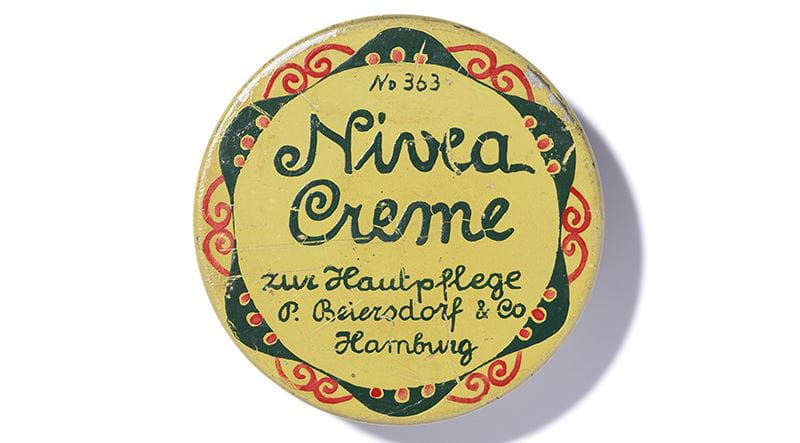 No 363
Nivea
Creme
zur Hautpflege
P. Beiersdorf & Co
Hamburg